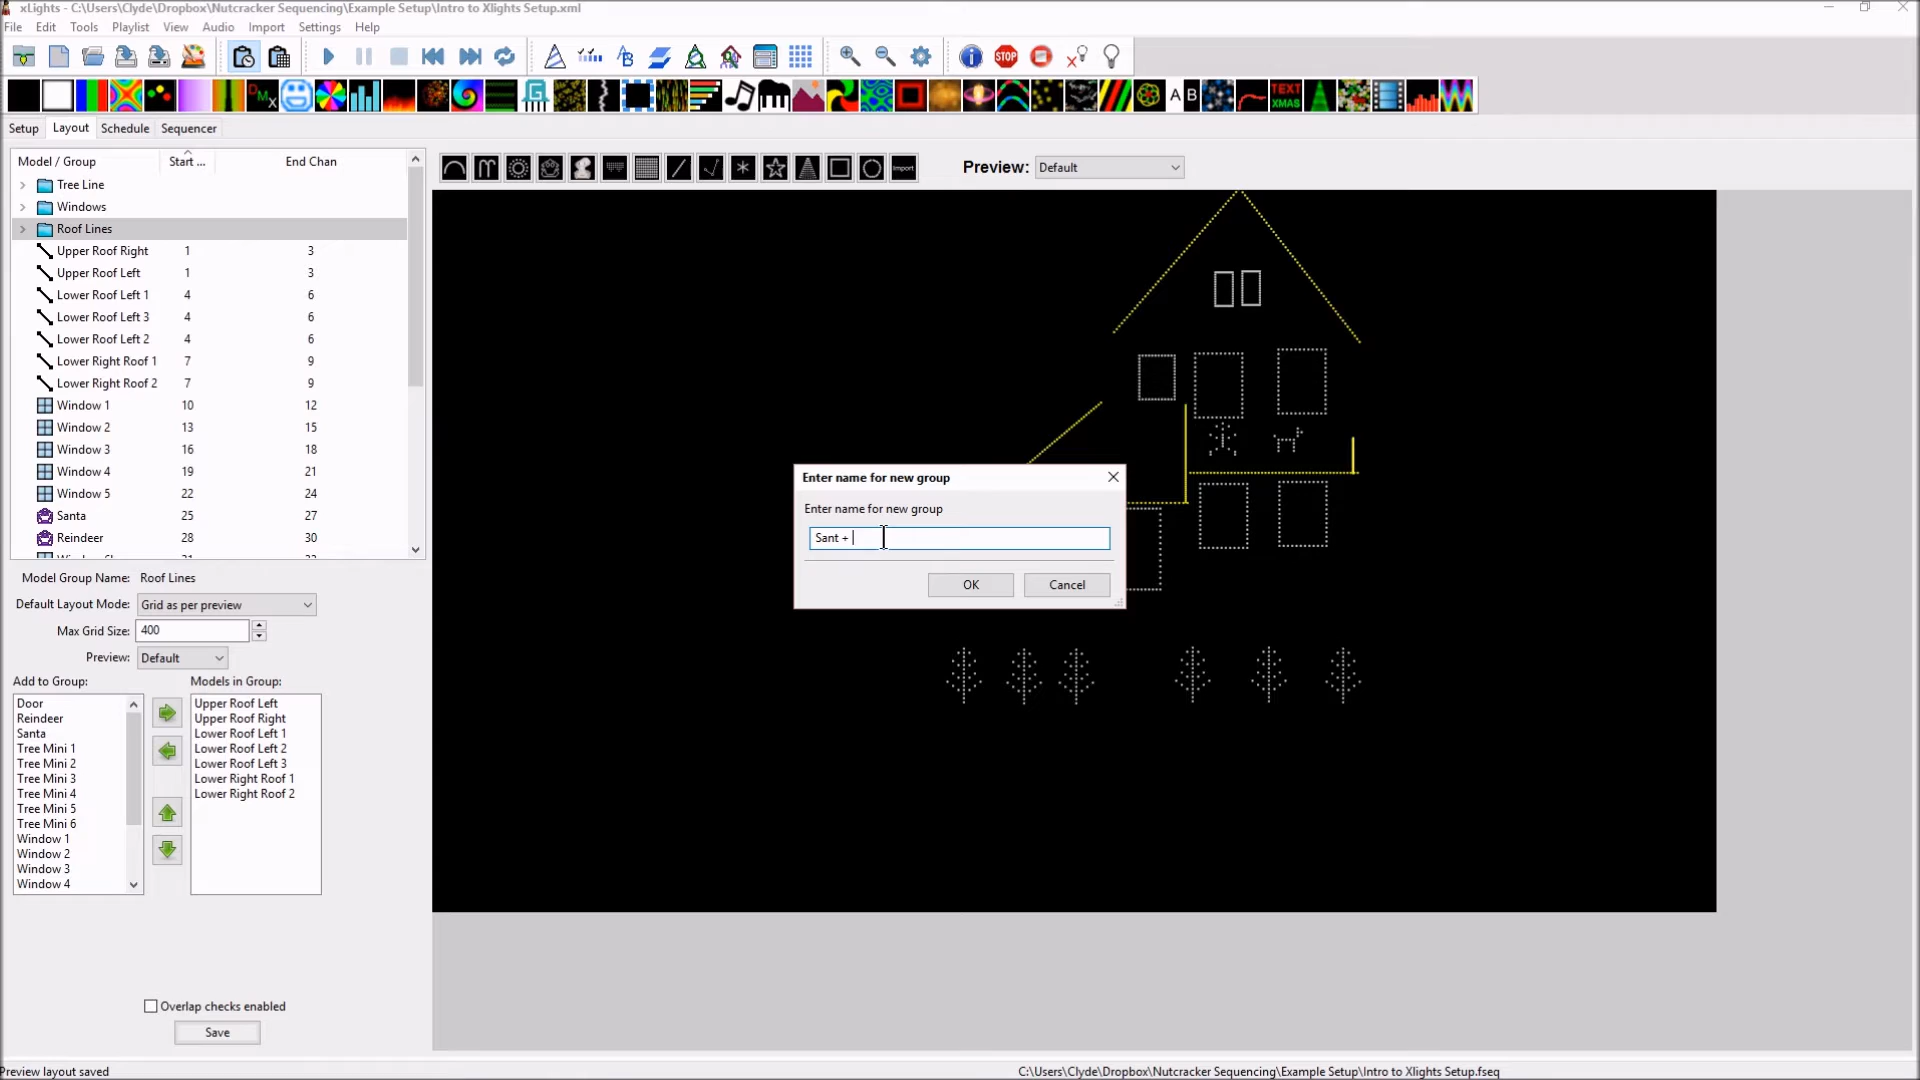 xLights - C:\Users\Clyde\Dropbox\Nutcracker Sequencing\Example Setup\Intro to Xlights Setup.xml
File Edit Tools Playlist View Audio Import Settings Help
STOP
DMX
A B
TEXT XMAS
Setup Layout Schedule Sequencer
Model / Group Start ... End Chan
Tree Line
Windows
Roof Lines
Upper Roof Right 1 3
Upper Roof Left 1 3
Lower Roof Left 1 4 6
Lower Roof Left 3 4 6
Lower Roof Left 2 4 6
Lower Right Roof 1 7 9
Lower Right Roof 2 7 9
Window 1 10 12
Window 2 13 15
Window 3 16 18
Window 4 19 21
Window 5 22 24
Santa 25 27
Reindeer 28 30
Import
Preview: Default
Enter name for new group
Enter name for new group
Sant +
OK Cancel
Model Group Name: Roof Lines
Default Layout Mode: Grid as per preview
Max Grid Size: 400
Preview: Default
Add to Group:
Door
Reindeer
Santa
Tree Mini 1
Tree Mini 2
Tree Mini 3
Tree Mini 4
Tree Mini 5
Tree Mini 6
Window 1
Window 2
Window 3
Window 4
Models in Group:
Upper Roof Left
Upper Roof Right
Lower Roof Left 1
Lower Roof Left 2
Lower Roof Left 3
Lower Right Roof 1
Lower Right Roof 2
Overlap checks enabled
Save
Preview layout saved
C:\Users\Clyde\Dropbox\Nutcracker Sequencing\Example Setup\Intro to Xlights Setup.fseq